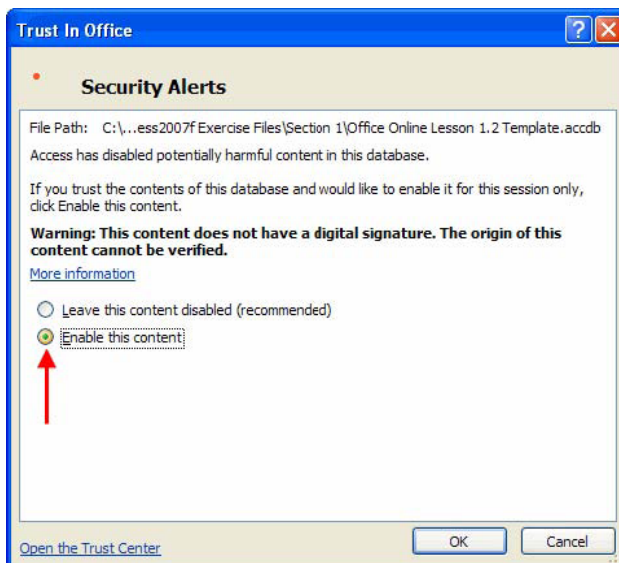 Trust In Office
Security Alerts
File Path: C:\...ess2007f Exercise Files\Section 1\Office Online Lesson 1.2 Template.accdb
Access has disabled potentially harmful content in this database.
If you trust the contents of this database and would like to enable it for this session only,
click Enable this content.
Warning: This content does not have a digital signature. The origin of this
content cannot be verified.
More information
Leave this content disabled (recommended)
Enable this content
Open the Trust Center
OK
Cancel